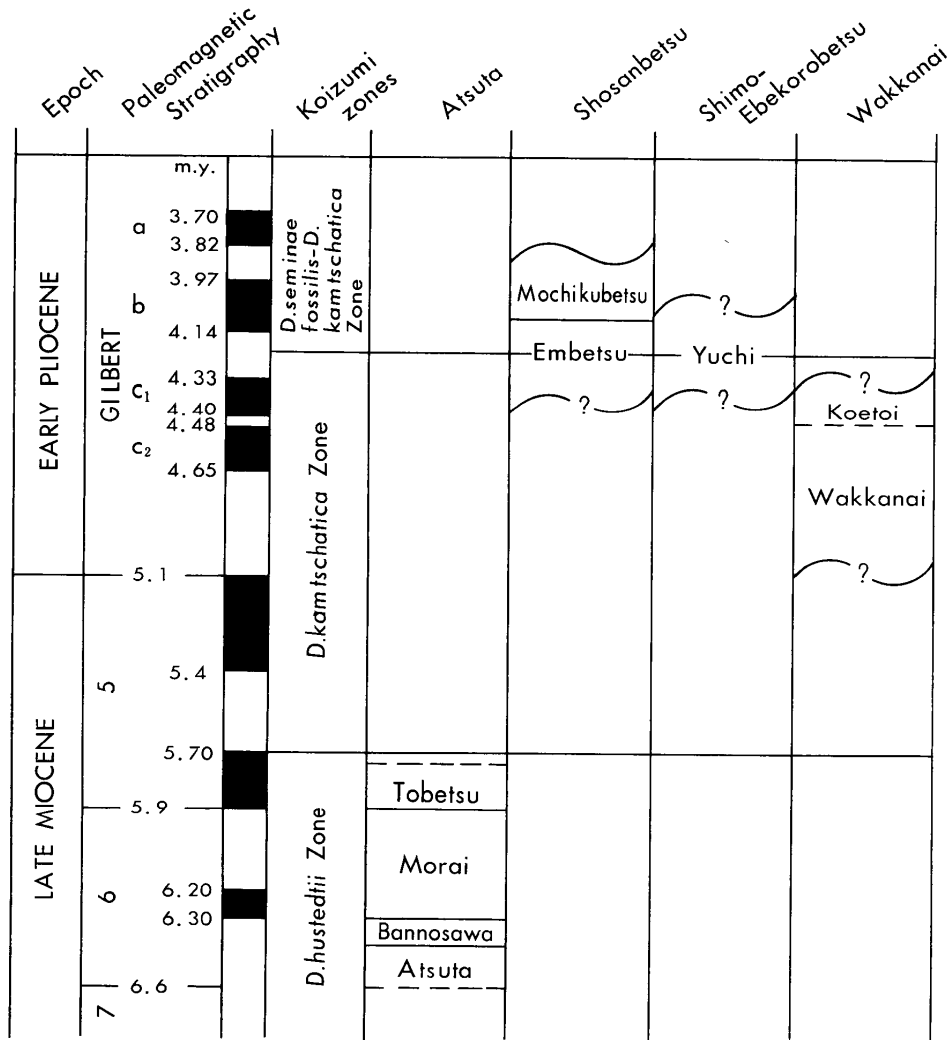 Epoch
Paleomagnetic
Stratigraphy
Koizumi
zones
Atsuta
Shosanbetsu
Shimo-
Ebekorobetsu
Wakkanai
m.y.
EARLY PLIOCENE
LATE MIOCENE
GILBERT
a
b
c₁
c₂
5
6
7
3.70
3.82
3.97
4.14
4.33
4.40
4.48
4.65
5.1
5.4
5.70
5.9
6.20
6.30
6.6
D.seminae
fossilis-D.
kamtschatica
Zone
D.kamtschatica Zone
D.hustedtii Zone
Tobetsu
Morai
Bannosawa
Atsuta
Mochikubetsu
Embetsu
?
?
Yuchi
?
?
Koetoi
Wakkanai
?